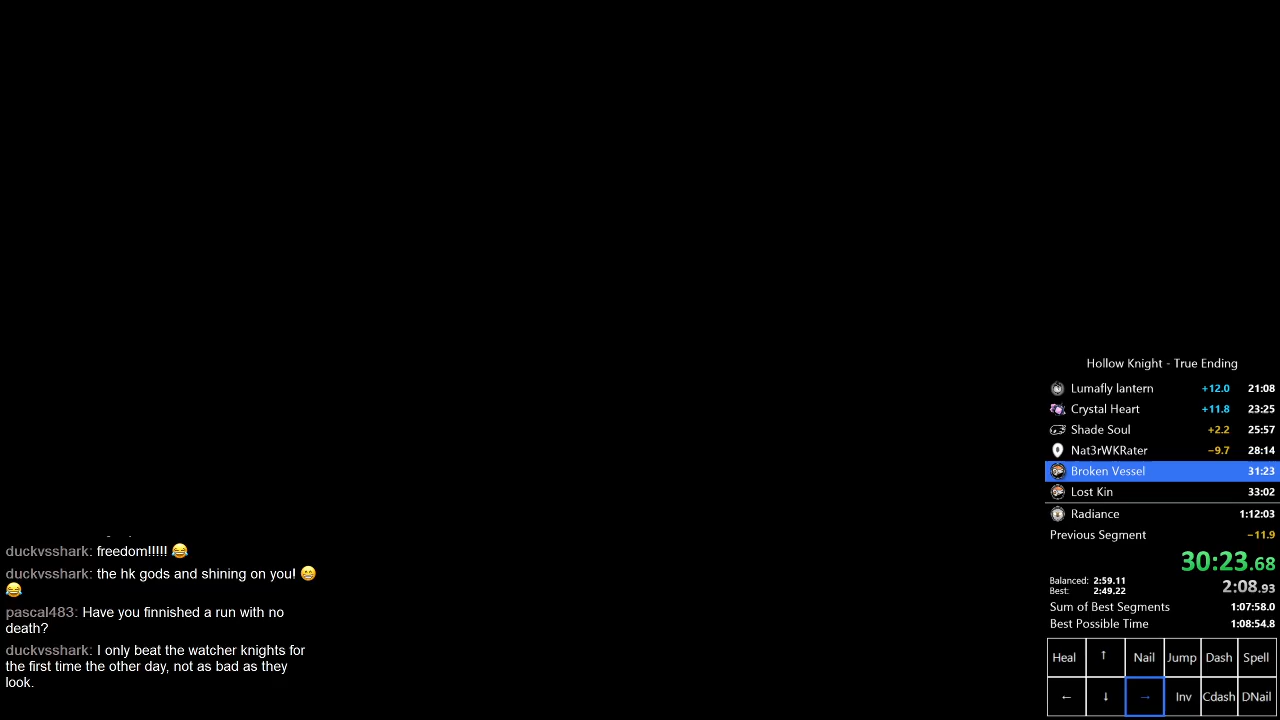 duckvsshark: freedom!!!!! 😂
duckvsshark: the hk gods and shining on you! 😁
😂
pascal483: Have you finnished a run with no
death?
duckvsshark: I only beat the watcher knights for
the first time the other day, not as bad as they
look.
Hollow Knight - True Ending
Lumafly lantern +12.0 21:08
Crystal Heart +11.8 23:25
Shade Soul +2.2 25:57
Nat3rWKRater −9.7 28:14
Broken Vessel 31:23
Lost Kin 33:02
Radiance 1:12:03
Previous Segment −11.9
30:23.68
Balanced: 2:59.11
Best: 2:49.22
2:08.93
Sum of Best Segments 1:07:58.0
Best Possible Time 1:08:54.8
Heal ↑ Nail Jump Dash Spell
← ↓ → Inv Cdash DNail